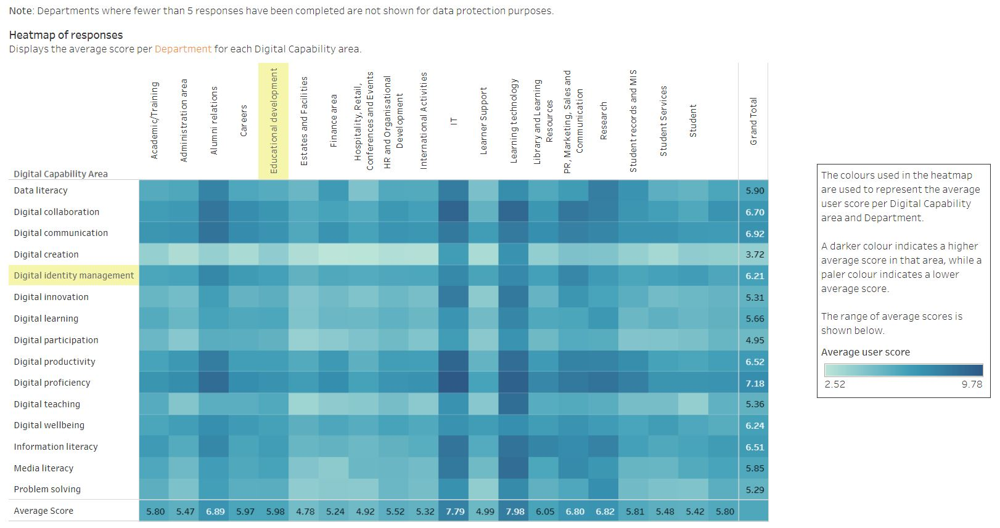 Note: Departments where fewer than 5 responses have been completed are not shown for data protection purposes.
Heatmap of responses
Displays the average score per Department for each Digital Capability area.
Academic/Training
Administration area
Alumni relations
Careers
Educational development
Estates and Facilities
Finance area
Hospitality, Retail,
Conferences and Events
HR and Organisational
Development
International Activities
IT
Learner Support
Learning technology
Library and Learning
Resources
PR, Marketing, Sales and
Communication
Research
Student records and MIS
Student Services
Student
Grand Total
Digital Capability Area
Data literacy 5.90
Digital collaboration 6.70
Digital communication 6.92
Digital creation 3.72
Digital identity management 6.21
Digital innovation 5.31
Digital learning 5.66
Digital participation 4.95
Digital productivity 6.52
Digital proficiency 7.18
Digital teaching 5.36
Digital wellbeing 6.24
Information literacy 6.51
Media literacy 5.85
Problem solving 5.29
Average Score 5.80 5.47 6.89 5.97 5.98 4.78 5.24 4.92 5.52 5.32 7.79 4.99 7.98 6.05 6.80 6.82 5.81 5.48 5.42 5.80
The colours used in the heatmap
are used to represent the average
user score per Digital Capability
area and Department.
A darker colour indicates a higher
average score in that area, while a
paler colour indicates a lower
average score.
The range of average scores is
shown below.
Average user score
2.52 9.78